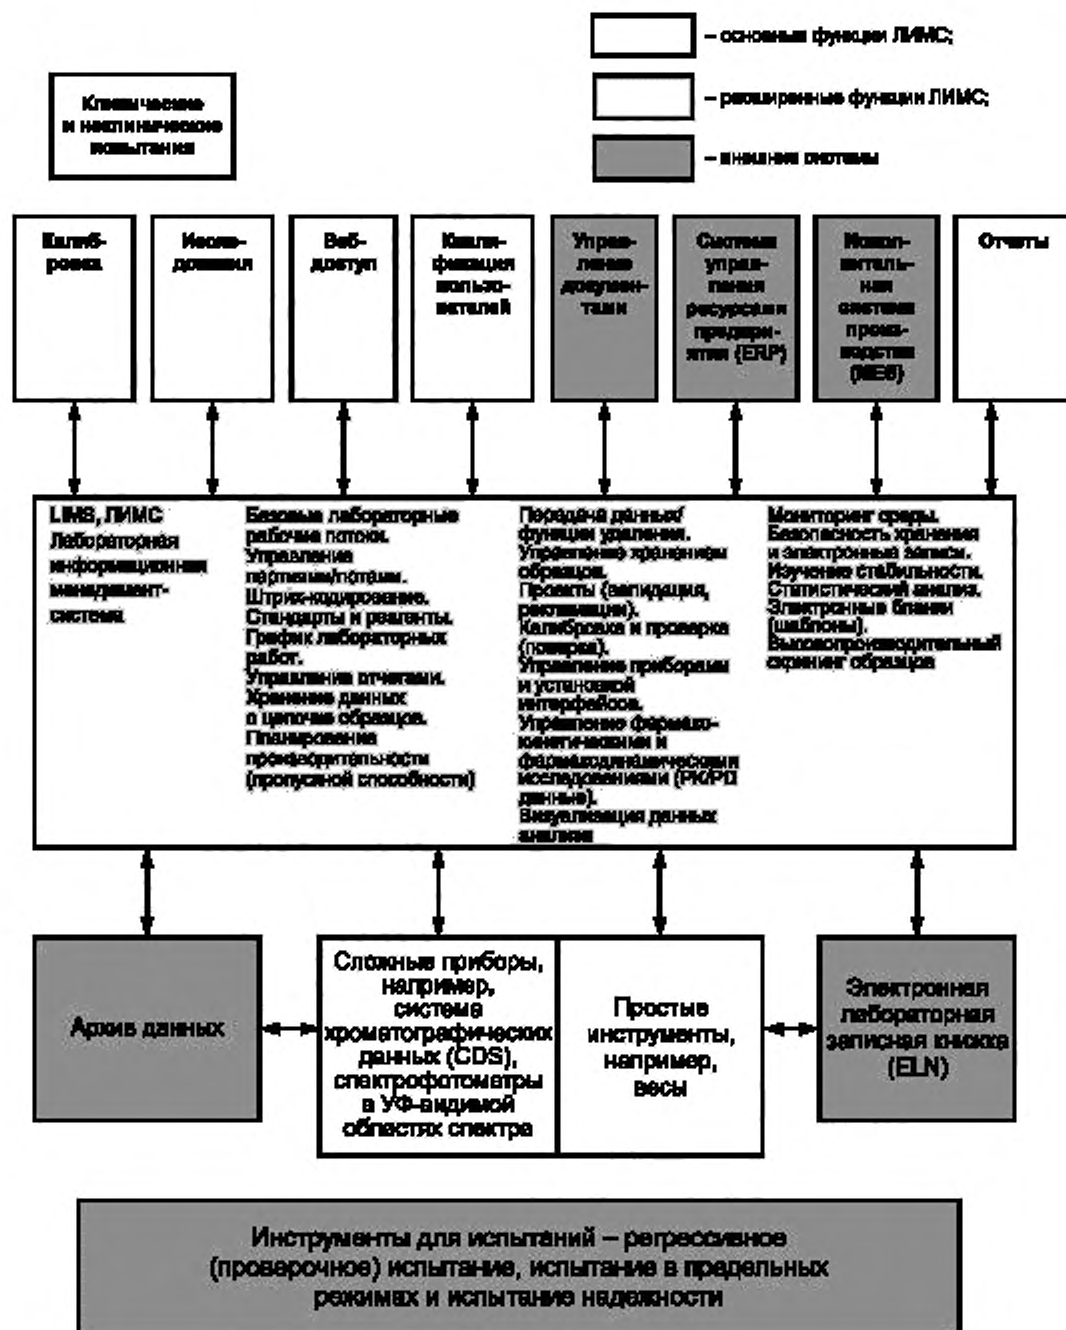 – основные функции ЛИМС;
– расширенные функции ЛИМС;
– внешние системы
Клинические
и неклинические
испытания
Калиб-
ровка
Иссле-
дования
Веб-
доступ
Квали-
фикация
пользо-
вателей
Управ-
ление
докумен-
тами
Система
управ-
ления
ресурсами
предпри-
ятия (ERP)
Испол-
нитель-
ная
система
произ-
водства
(MES)
Отчеты
LIMS, ЛИМС
Лабораторная
информационная
менеджмент-
система
Базовые лабораторные
рабочие потоки.
Управление
партиями/лотами.
Штрих-кодирование.
Стандарты и реагенты.
График лабораторных
работ.
Управление отчетами.
Хранение данных
о цепочке образцов.
Планирование
производительности
(пропускной способности)
Передача данных/
функции удаления.
Управление хранением
образцов.
Проекты (валидация,
рекламации).
Калибровка и проверка
(поверка).
Управление приборами
и установкой
интерфейсов.
Управление фармако-
кинетическими и
фармакодинамическими
исследованиями (PK/PD
данные).
Визуализация данных
анализа
Мониторинг среды.
Безопасность хранения
и электронные записи.
Изучение стабильности.
Статистический анализ.
Электронные бланки
(шаблоны).
Высокопроизводительный
скрининг образцов
Архив данных
Сложные приборы,
например,
система
хроматографических
данных (CDS),
спектрофотометры
в УФ-видимой
областях спектра
Простые
инструменты,
например,
весы
Электронная
лабораторная
записная книжка
(ELN)
Инструменты для испытаний – регрессивное
(проверочное) испытание, испытание в предельных
режимах и испытание надежности